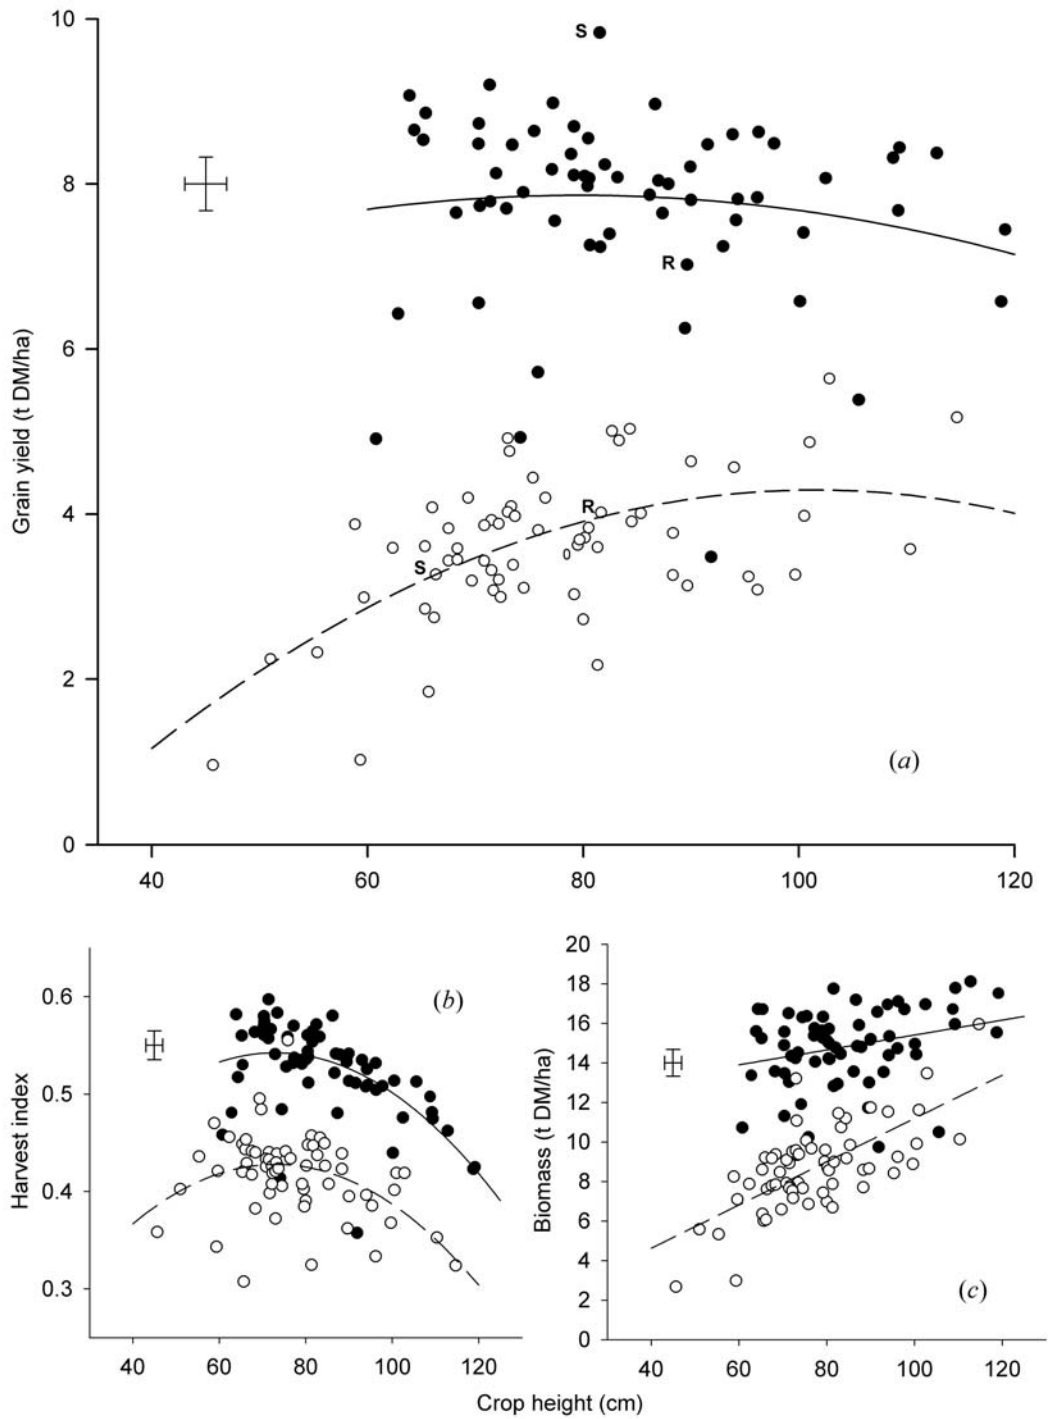 10
8
6
4
2
0
Grain yield (t DM/ha)
S
R
R
S
(a)
40 60 80 100 120
0.6
0.5
0.4
0.3
Harvest index
(b)
40 60 80 100 120
20
18
16
14
12
10
8
6
4
2
0
Biomass (t DM/ha)
(c)
40 60 80 100 120
Crop height (cm)